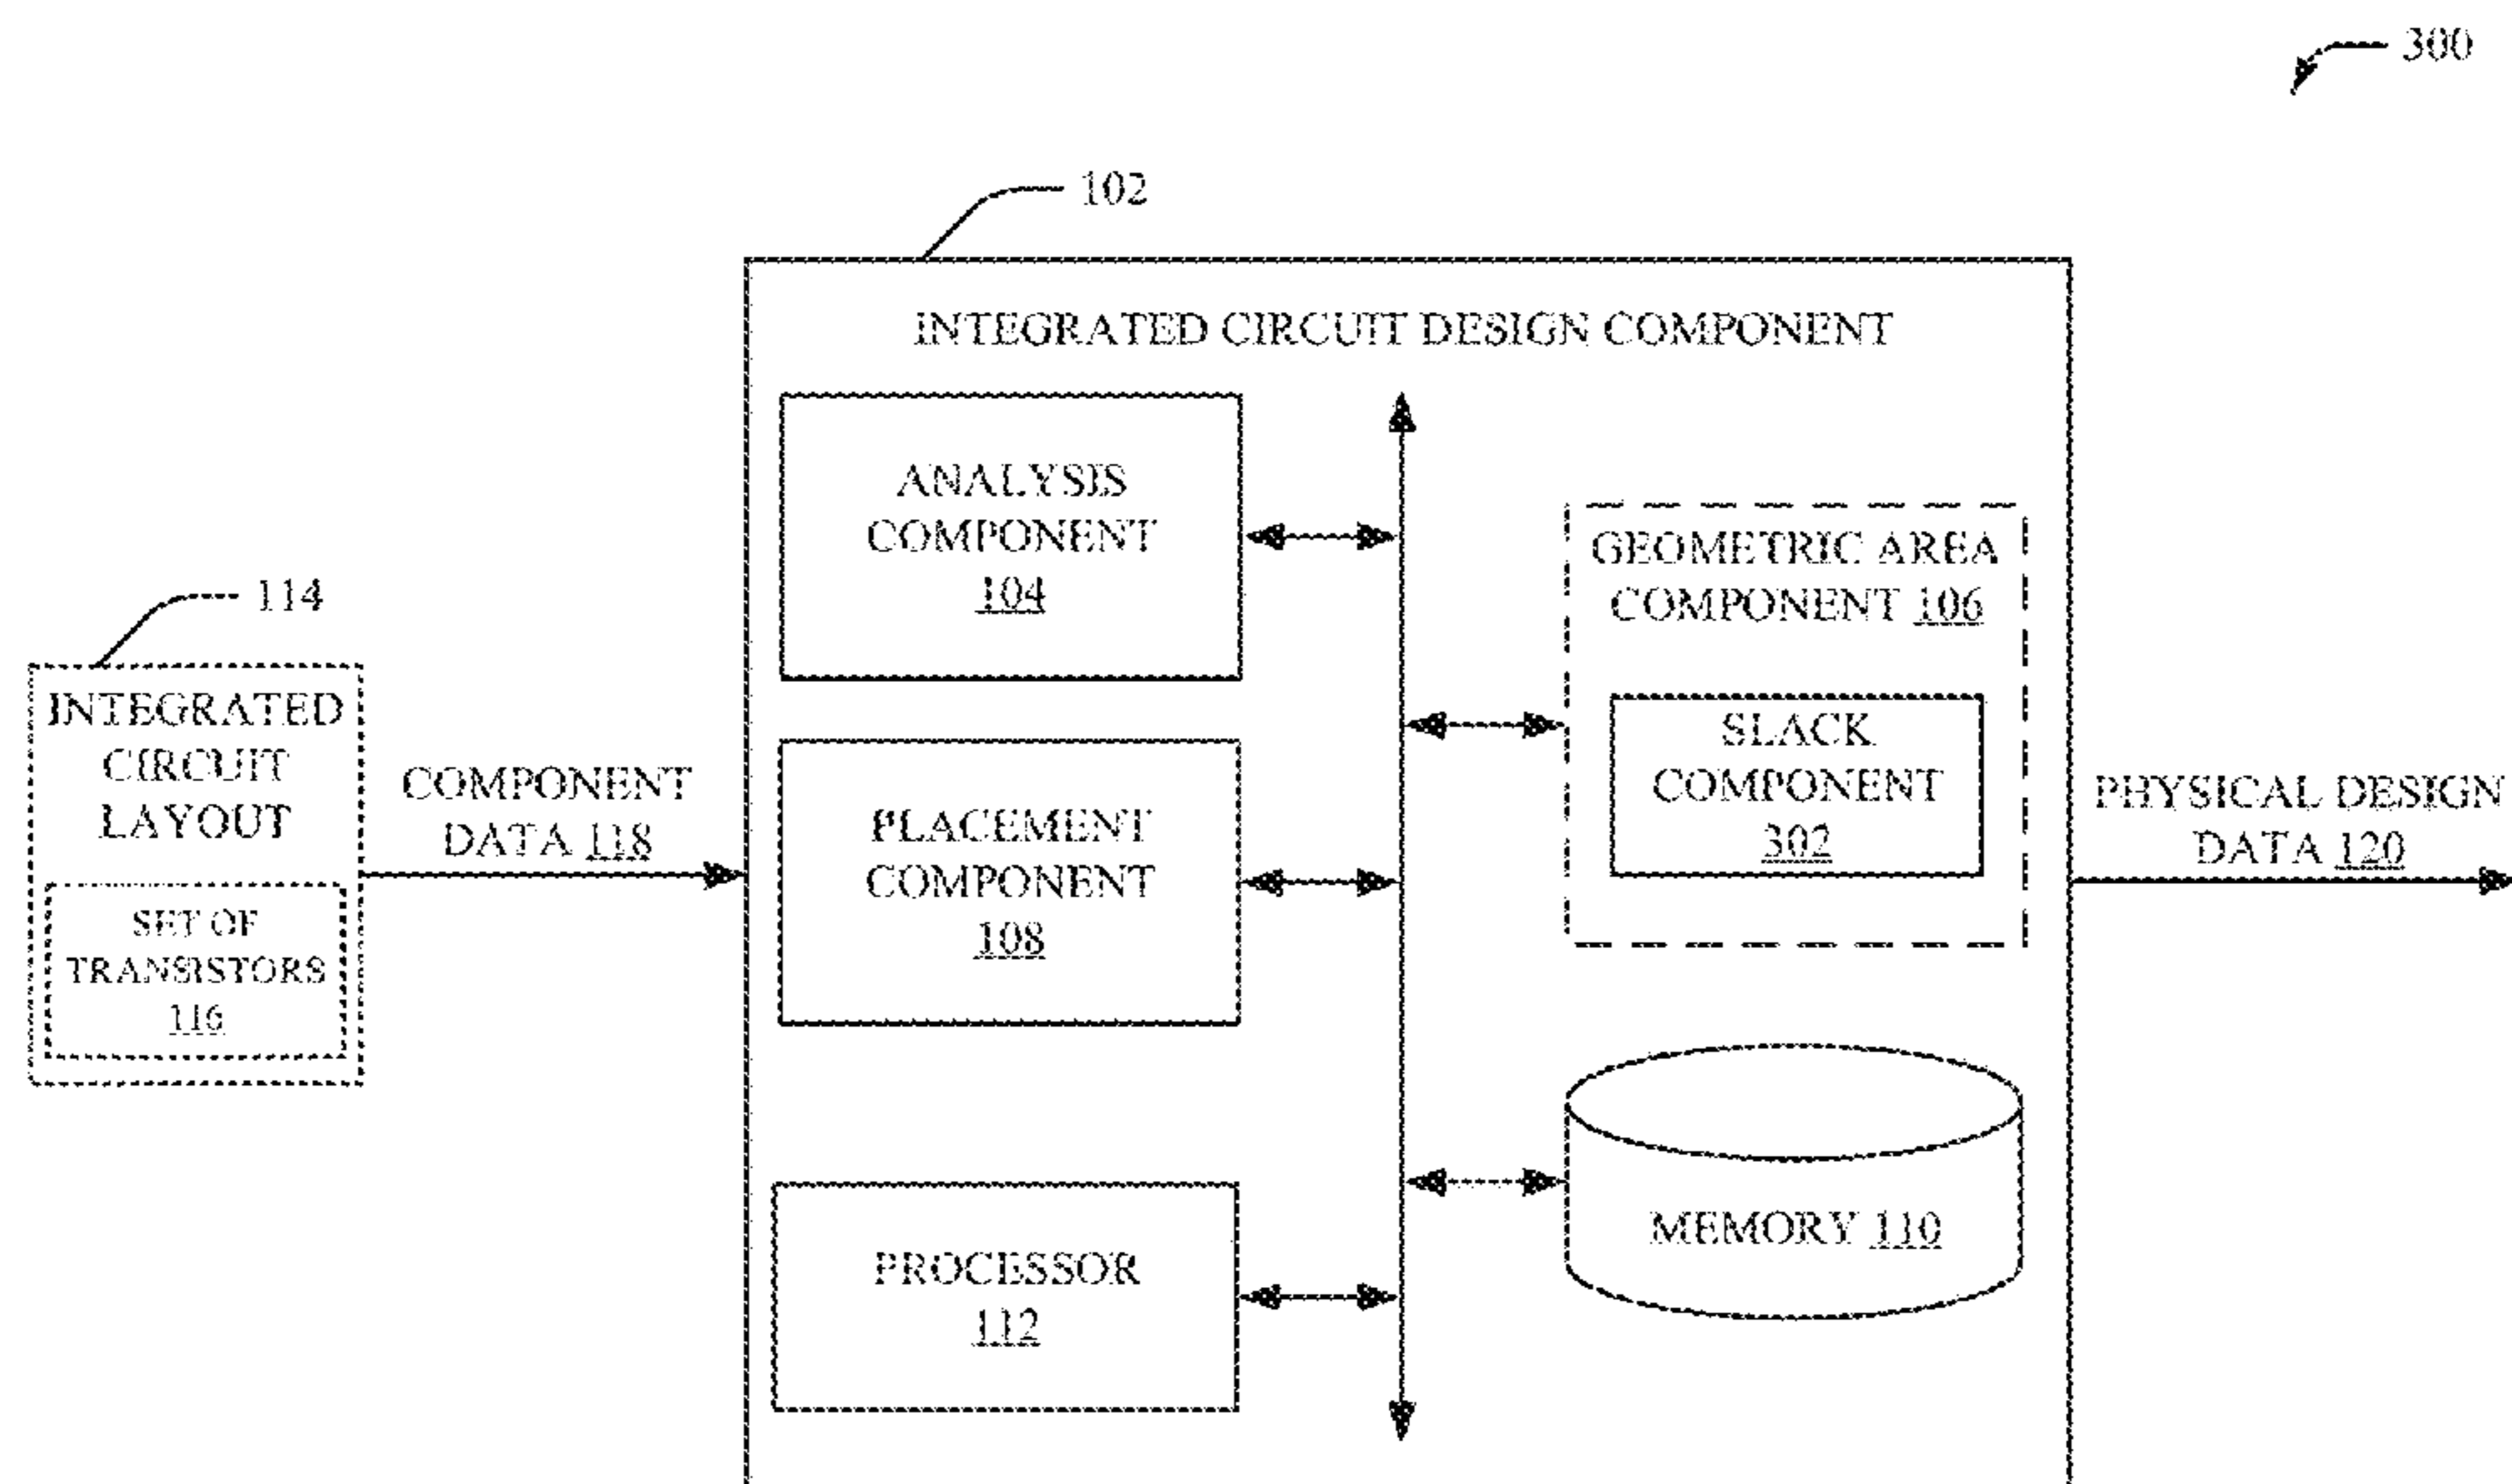 300
102
INTEGRATED CIRCUIT DESIGN COMPONENT
ANALYSIS
COMPONENT
104
GEOMETRIC AREA
COMPONENT 106
SLACK
COMPONENT
302
114
INTEGRATED
CIRCUIT
LAYOUT
SET OF
TRANSISTORS
116
COMPONENT
DATA 118
PLACEMENT
COMPONENT
108
PHYSICAL DESIGN
DATA 120
PROCESSOR
112
MEMORY 110